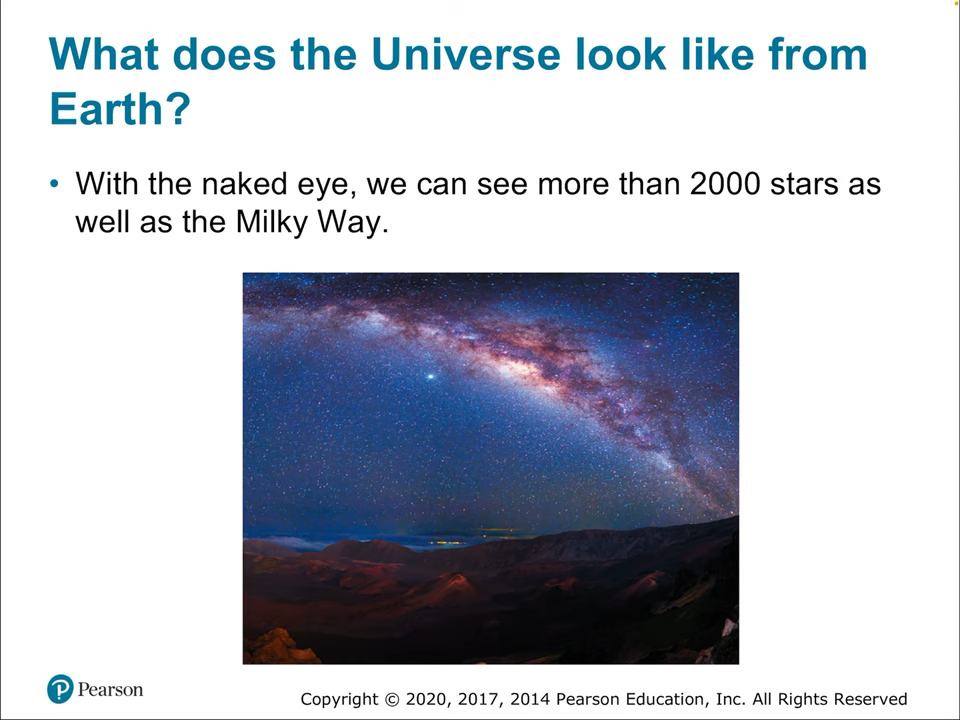 What does the Universe look like from
Earth?
• With the naked eye, we can see more than 2000 stars as
well as the Milky Way.
Pearson
Copyright © 2020, 2017, 2014 Pearson Education, Inc. All Rights Reserved